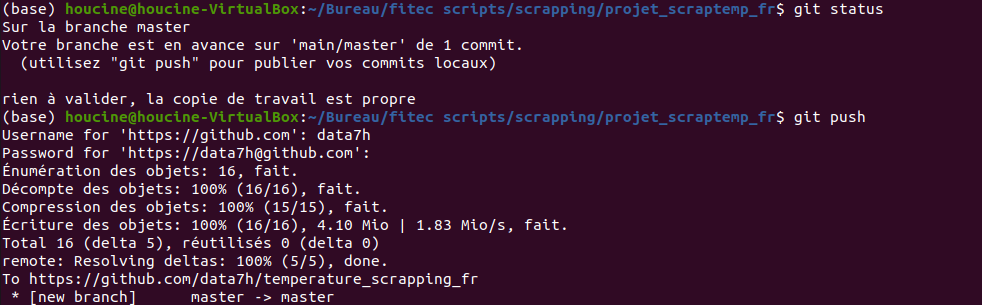 (base) houcine@houcine-VirtualBox:~/Bureau/fitec scripts/scrapping/projet_scraptemp_fr$ git status
Sur la branche master
Votre branche est en avance sur 'main/master' de 1 commit.
  (utilisez "git push" pour publier vos commits locaux)

rien à valider, la copie de travail est propre
(base) houcine@houcine-VirtualBox:~/Bureau/fitec scripts/scrapping/projet_scraptemp_fr$ git push
Username for 'https://github.com': data7h
Password for 'https://data7h@github.com':
Énumération des objets: 16, fait.
Décompte des objets: 100% (16/16), fait.
Compression des objets: 100% (15/15), fait.
Écriture des objets: 100% (16/16), 4.10 Mio | 1.83 Mio/s, fait.
Total 16 (delta 5), réutilisés 0 (delta 0)
remote: Resolving deltas: 100% (5/5), done.
To https://github.com/data7h/temperature_scrapping_fr
 * [new branch]      master -> master